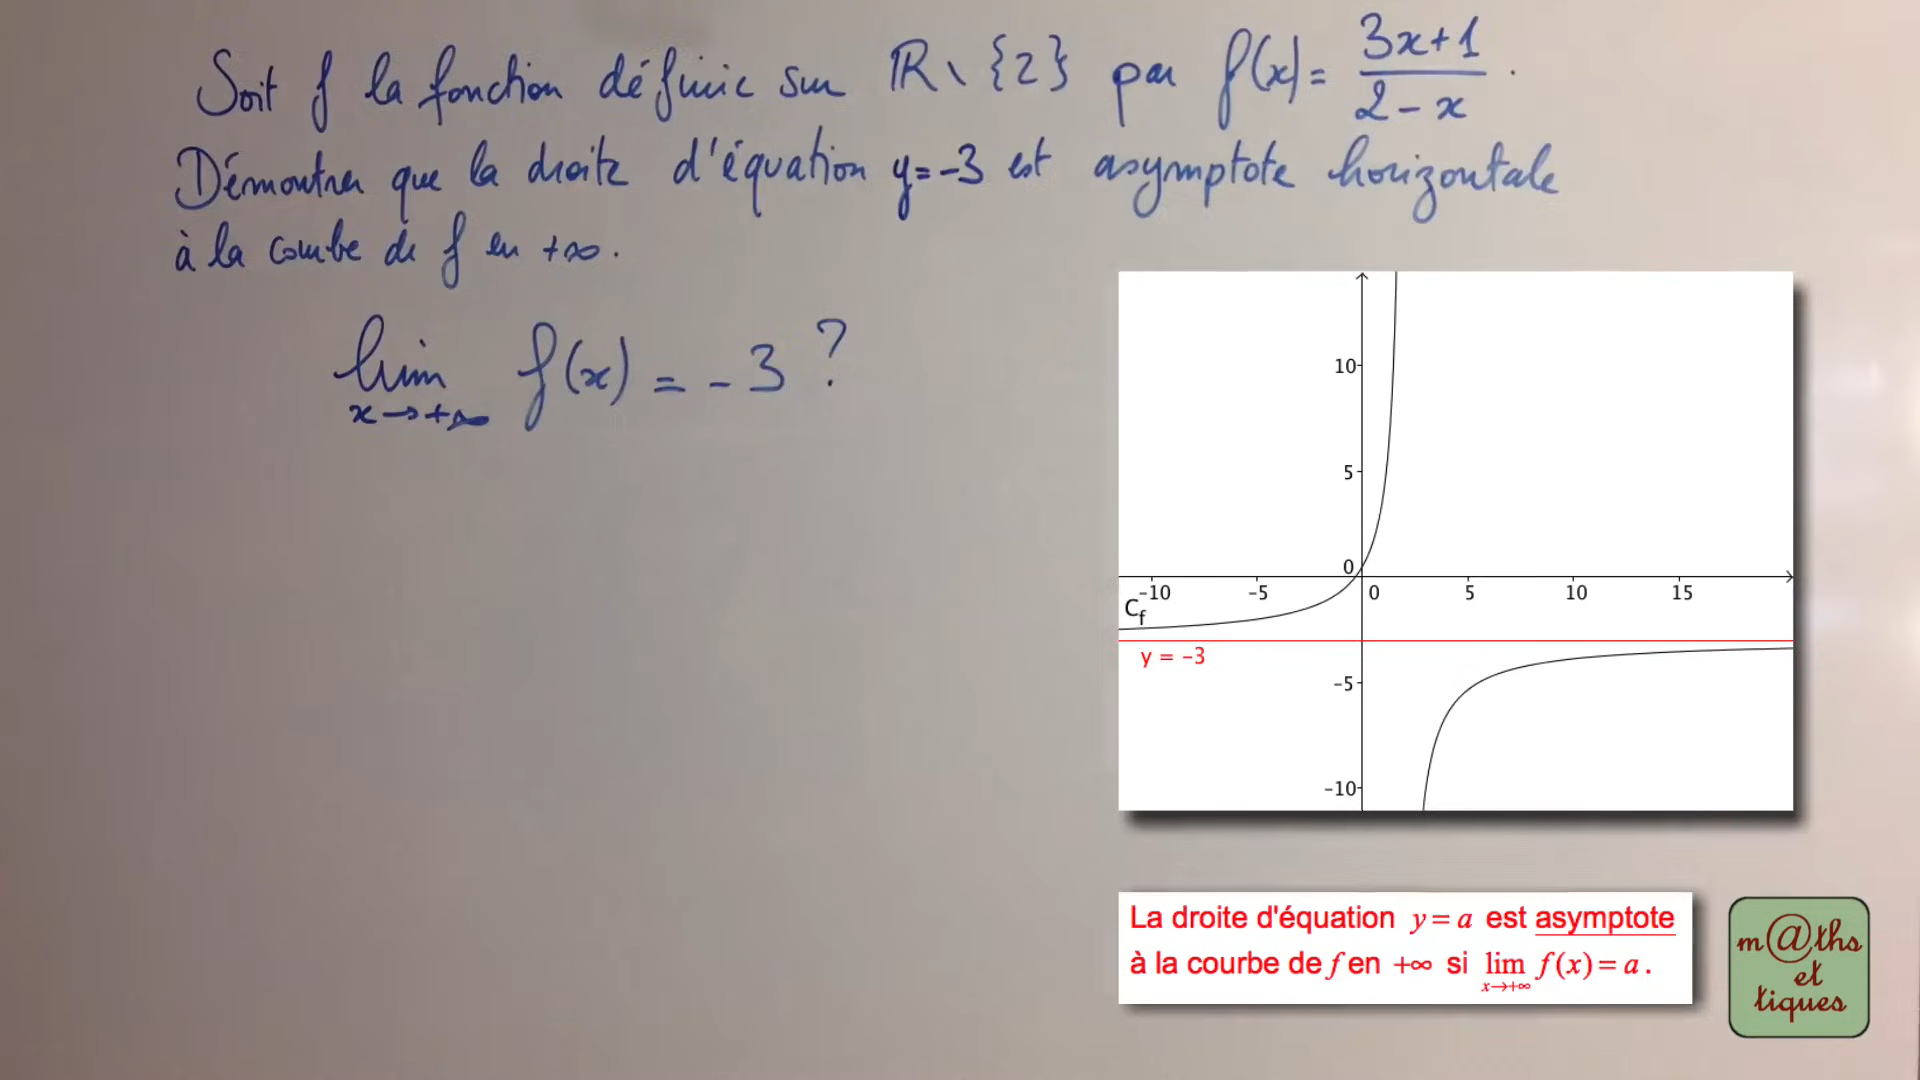 Soit f la fonction définie sur ℝ \ {2} par f(x) = (3x+1)/(2-x).
Démontrer que la droite d'équation y = -3 est asymptote horizontale
à la courbe de f en +∞.
lim f(x) = -3 ?
x→+∞
10
5
0
-10 -5 0 5 10 15
C_f
y = -3
-5
-10
La droite d'équation y = a est asymptote
à la courbe de f en +∞ si lim f(x) = a.
x→+∞
m@ths
et
tiques